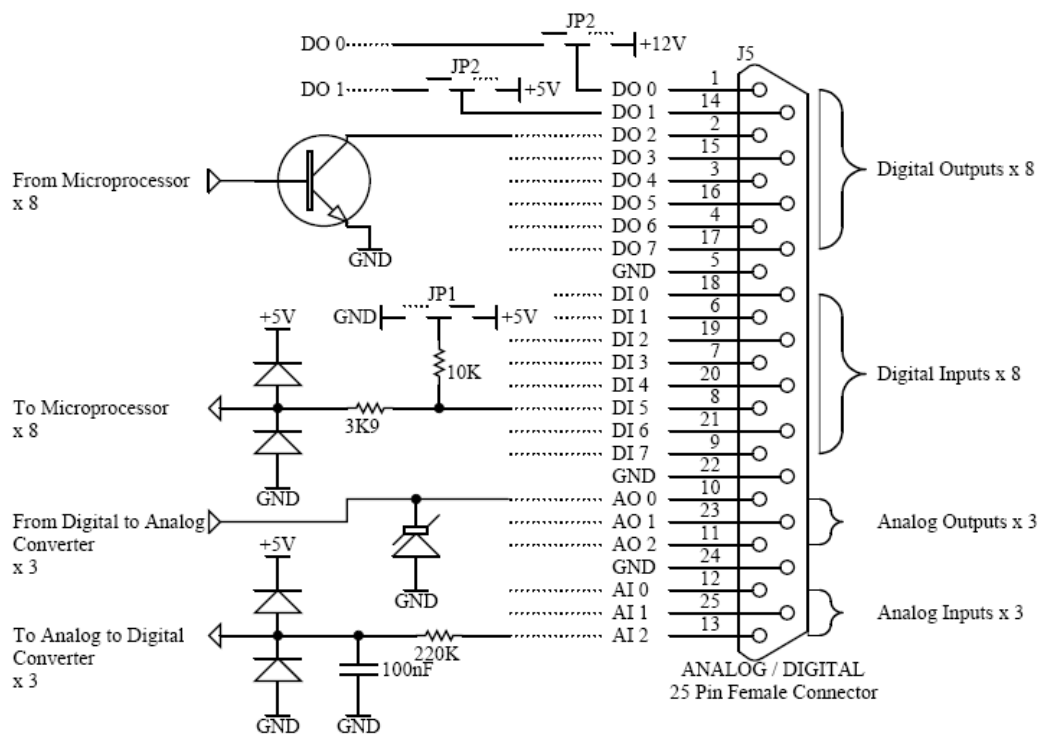 JP2
DO 0
+12V
J5
JP2
DO 1
+5V
DO 0 1
DO 1 14
DO 2 2
DO 3 15
DO 4 3
DO 5 16
DO 6 4
DO 7 17
GND 5
DI 0 18
DI 1 6
DI 2 19
DI 3 7
DI 4 20
DI 5 8
DI 6 21
DI 7 9
GND 22
AO 0 10
AO 1 23
AO 2 11
GND 24
AI 0 12
AI 1 25
AI 2 13
Digital Outputs x 8
Digital Inputs x 8
Analog Outputs x 3
Analog Inputs x 3
ANALOG / DIGITAL
25 Pin Female Connector
From Microprocessor
x 8
GND
JP1
GND
+5V
+5V
10K
To Microprocessor
x 8
3K9
GND
From Digital to Analog
Converter
x 3
GND
+5V
To Analog to Digital
Converter
x 3
220K
100nF
GND
GND